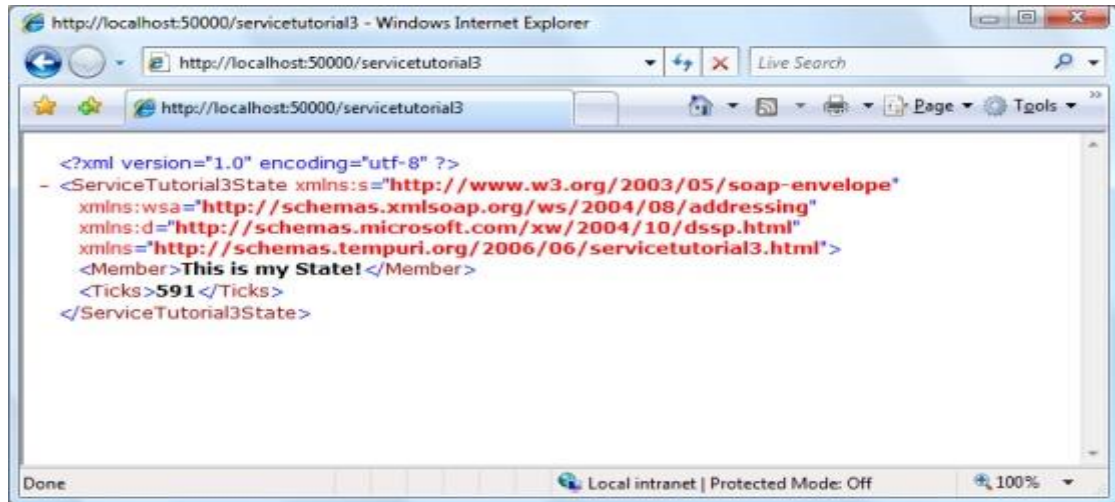 http://localhost:50000/servicetutorial3 - Windows Internet Explorer
http://localhost:50000/servicetutorial3
Live Search
http://localhost:50000/servicetutorial3
Page
Tools
<?xml version="1.0" encoding="utf-8" ?>
- <ServiceTutorial3State xmlns:s="http://www.w3.org/2003/05/soap-envelope"
xmlns:wsa="http://schemas.xmlsoap.org/ws/2004/08/addressing"
xmlns:d="http://schemas.microsoft.com/xw/2004/10/dssp.html"
xmlns="http://schemas.tempuri.org/2006/06/servicetutorial3.html">
<Member>This is my State!</Member>
<Ticks>591</Ticks>
</ServiceTutorial3State>
Done
Local intranet | Protected Mode: Off
100%